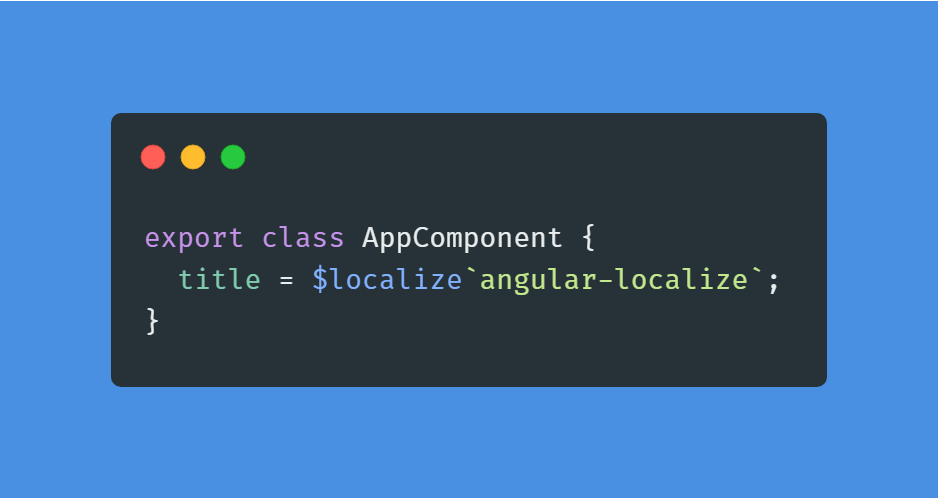 export class AppComponent {
  title = $localize`angular-localize`;
}